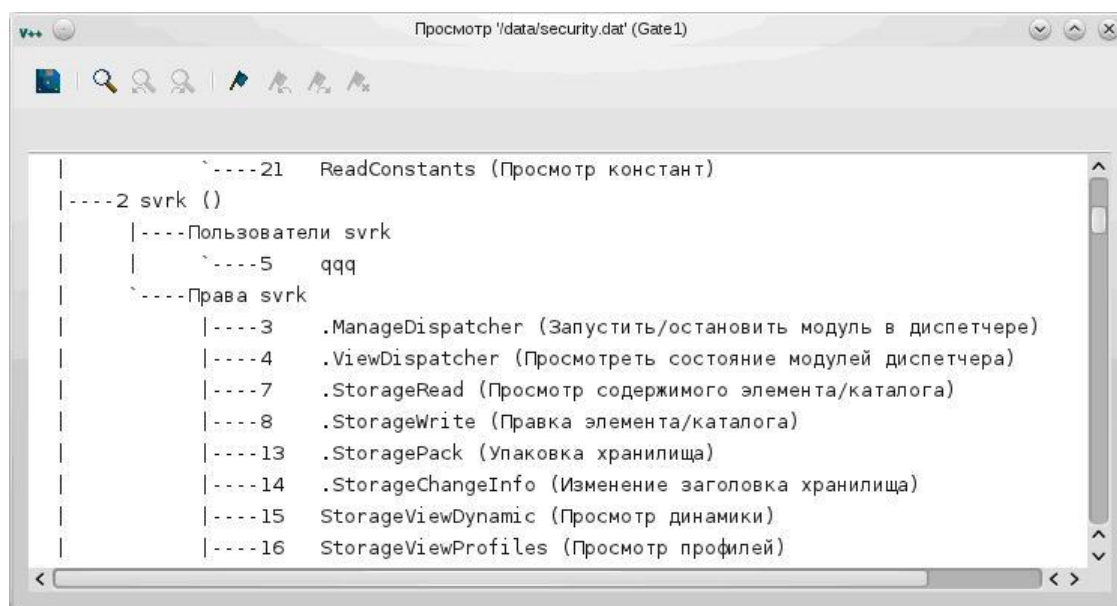 V++ Просмотр '/data/security.dat' (Gate1)
|         `----21   ReadConstants (Просмотр констант)
|----2 svrk ()
|     |----Пользователи svrk
|     |     `----5    qqq
|     `----Права svrk
|           |----3    .ManageDispatcher (Запустить/остановить модуль в диспетчере)
|           |----4    .ViewDispatcher (Просмотреть состояние модулей диспетчера)
|           |----7    .StorageRead (Просмотр содержимого элемента/каталога)
|           |----8    .StorageWrite (Правка элемента/каталога)
|           |----13   .StoragePack (Упаковка хранилища)
|           |----14   .StorageChangeInfo (Изменение заголовка хранилища)
|           |----15   StorageViewDynamic (Просмотр динамики)
|           |----16   StorageViewProfiles (Просмотр профилей)